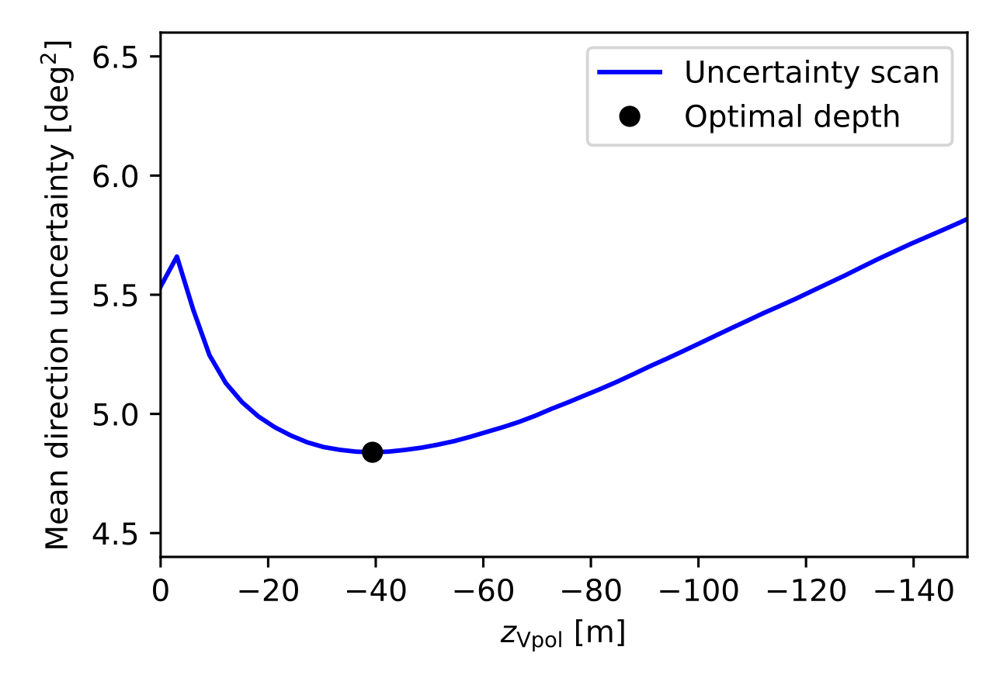 Mean direction uncertainty [deg²]
6.5
6.0
5.5
5.0
4.5
Uncertainty scan
Optimal depth
0 −20 −40 −60 −80 −100 −120 −140
zVpol [m]